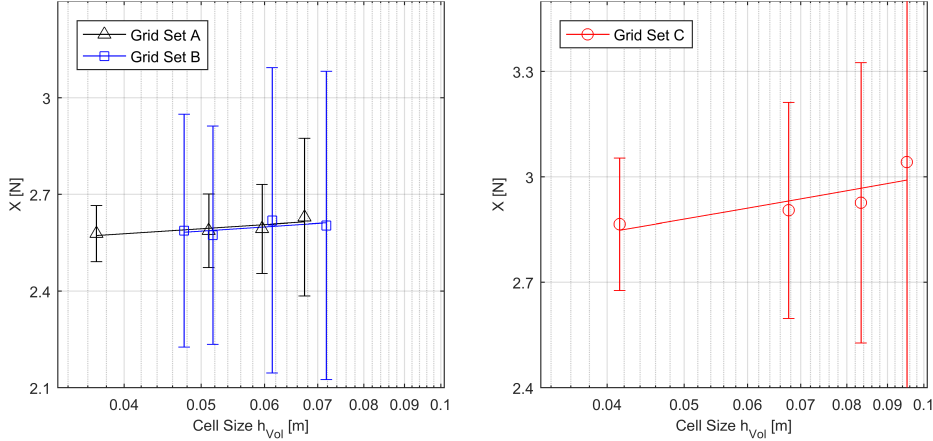 Grid Set A
Grid Set B
X [N]
3
2.7
2.4
2.1
0.04 0.05 0.06 0.07 0.08 0.09 0.1
Cell Size h_Vol [m]
Grid Set C
X [N]
3.3
3
2.7
2.4
0.04 0.05 0.06 0.07 0.08 0.09 0.1
Cell Size h_Vol [m]